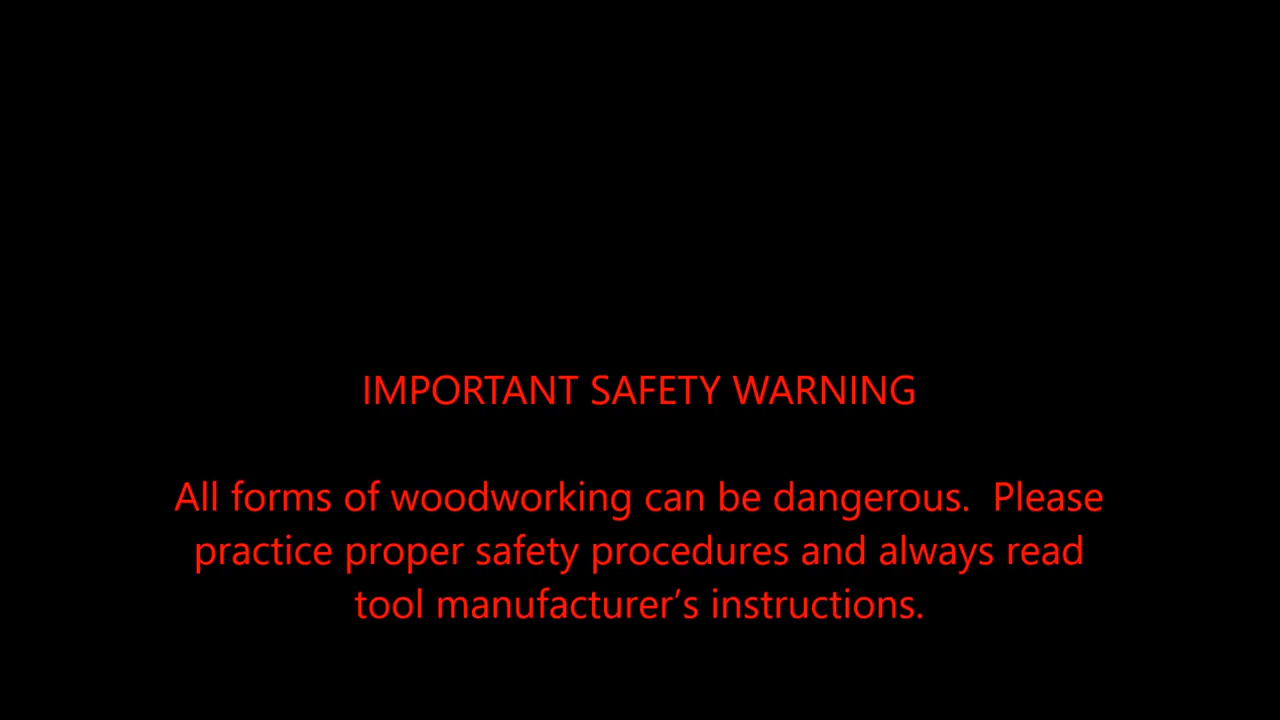 IMPORTANT SAFETY WARNING
All forms of woodworking can be dangerous.  Please
practice proper safety procedures and always read
tool manufacturer’s instructions.